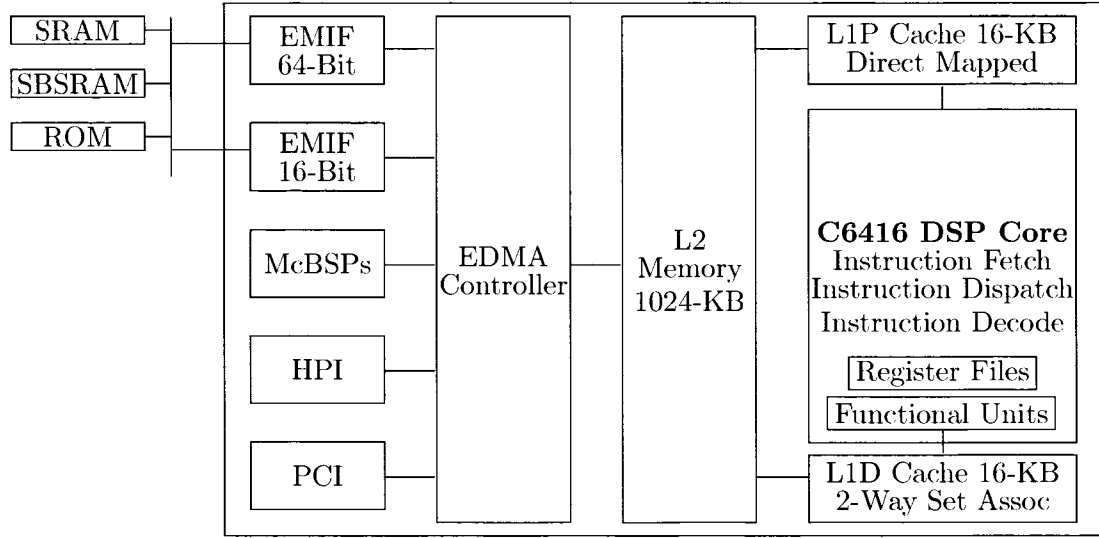 SRAM
SBSRAM
ROM
EMIF
64-Bit
EMIF
16-Bit
McBSPs
HPI
PCI
EDMA
Controller
L2
Memory
1024-KB
L1P Cache 16-KB
Direct Mapped
C6416 DSP Core
Instruction Fetch
Instruction Dispatch
Instruction Decode
Register Files
Functional Units
L1D Cache 16-KB
2-Way Set Assoc